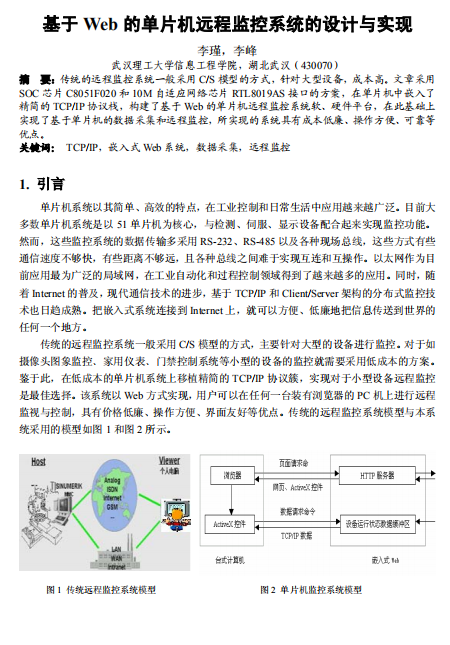 基于 Web 的单片机远程监控系统的设计与实现
李瑾，李峰
武汉理工大学信息工程学院，湖北武汉（430070）
摘 要：传统的远程监控系统一般采用 C/S 模型的方式，针对大型设备，成本高。文章采用
SOC 芯片 C8051F020 和 10M 自适应网络芯片 RTL8019AS 接口的方案，在单片机中嵌入了
精简的 TCP/IP 协议栈，构建了基于 Web 的单片机远程监控系统软、硬件平台，在此基础上
实现了基于单片机的数据采集和远程监控，所实现的系统具有成本低廉、操作方便、可靠等
优点。
关键词： TCP/IP，嵌入式 Web 系统，数据采集，远程监控
1. 引言
单片机系统以其简单、高效的特点，在工业控制和日常生活中应用越来越广泛。目前大
多数单片机系统是以 51 单片机为核心，与检测、伺服、显示设备配合起来实现监控功能。
然而，这些监控系统的数据传输多采用 RS-232、RS-485 以及各种现场总线，这些方式有些
通信速度不够快，有些距离不够远，且各种总线之间难于实现互连和互操作。以太网作为目
前应用最为广泛的局域网，在工业自动化和过程控制领域得到了越来越多的应用。同时，随
着 Internet 的普及，现代通信技术的进步，基于 TCP/IP 和 Client/Server 架构的分布式监控技
术也日趋成熟。把嵌入式系统连接到 Internet 上，就可以方便、低廉地把信息传送到世界的
任何一个地方。
传统的远程监控系统一般采用 C/S 模型的方式，主要针对大型的设备进行监控。对于如
摄像头图象监控、家用仪表、门禁控制系统等小型的设备的监控就需要采用低成本的方案。
鉴于此，在低成本的单片机系统上移植精简的 TCP/IP 协议簇，实现对于小型设备远程监控
是最佳选择。该系统以 Web 方式实现，用户可以在任何一台装有浏览器的 PC 机上进行远程
监视与控制，具有价格低廉、操作方便、界面友好等优点。传统的远程监控系统模型与本系
统采用的模型如图 1 和图 2 所示。
Host
SINUMERIK
MMC
Analog
ISDN
Internet
GSM ...
Viewer
个人电脑
LAN
WAN
Intranet
页面请求命
浏览器
HTTP 服务器
网页、ActiveX 控件
数据请求命令
ActiveX 控件
设备运行状态数据缓冲区
TCP/IP 数据
台式计算机
嵌入式 Web
图 1 传统远程监控系统模型
图 2 单片机监控系统模型